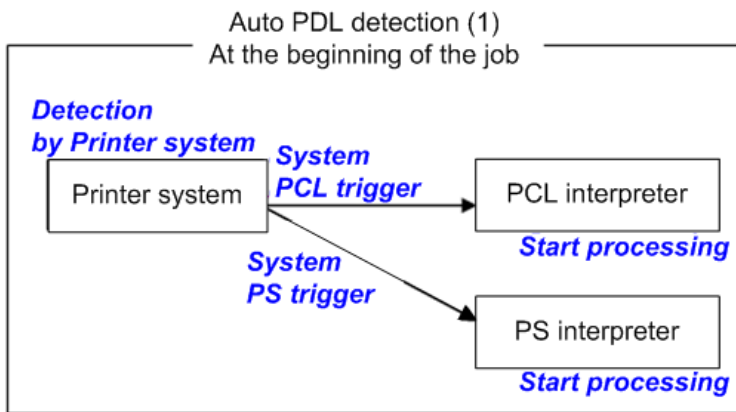 Auto PDL detection (1)
At the beginning of the job
Detection
by Printer system
Printer system
System
PCL trigger
PCL interpreter
Start processing
System
PS trigger
PS interpreter
Start processing